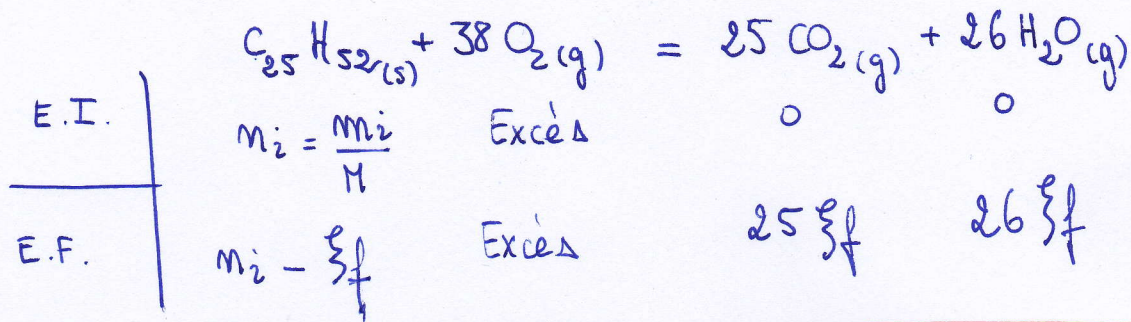 C₂₅H₅₂(s) + 38 O₂(g) = 25 CO₂(g) + 26 H₂O(g)
E.I. nᵢ = mᵢ/M Excès 0 0
E.F. nᵢ - ξf Excès 25 ξf 26 ξf